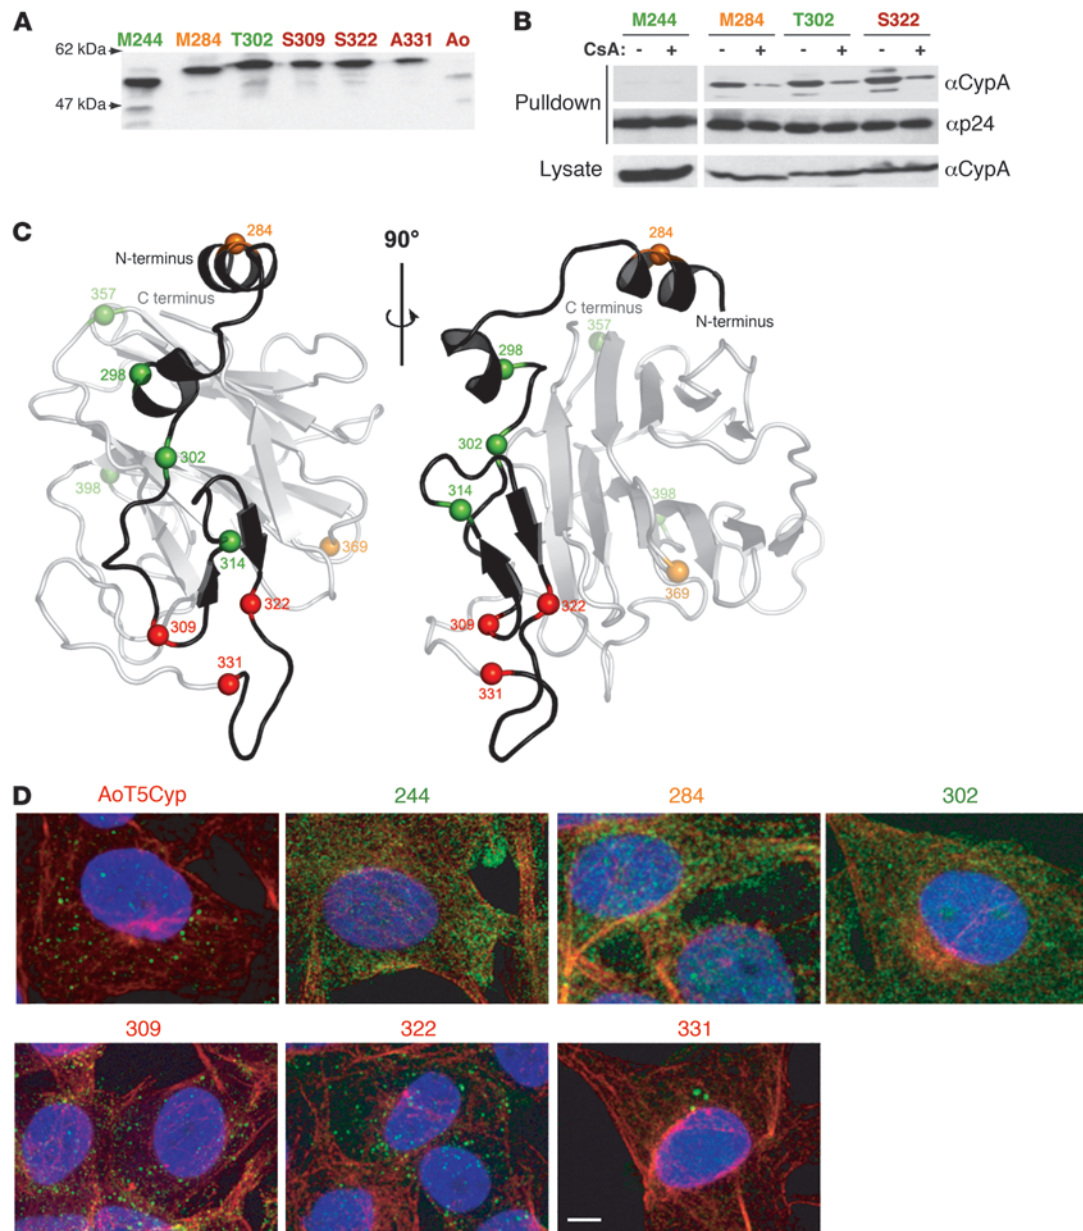 A
M244 M284 T302 S309 S322 A331 Ao
62 kDa
47 kDa
B
M244 M284 T302 S322
CsA: - + - + - + - +
Pulldown
αCypA
αp24
Lysate
αCypA
C
284
N-terminus
357
C terminus
298
302
398
314
369
322
309
331
90°
284
C terminus
N-terminus
357
298
302
314
398
369
322
309
331
D
AoT5Cyp 244 284 302
309 322 331